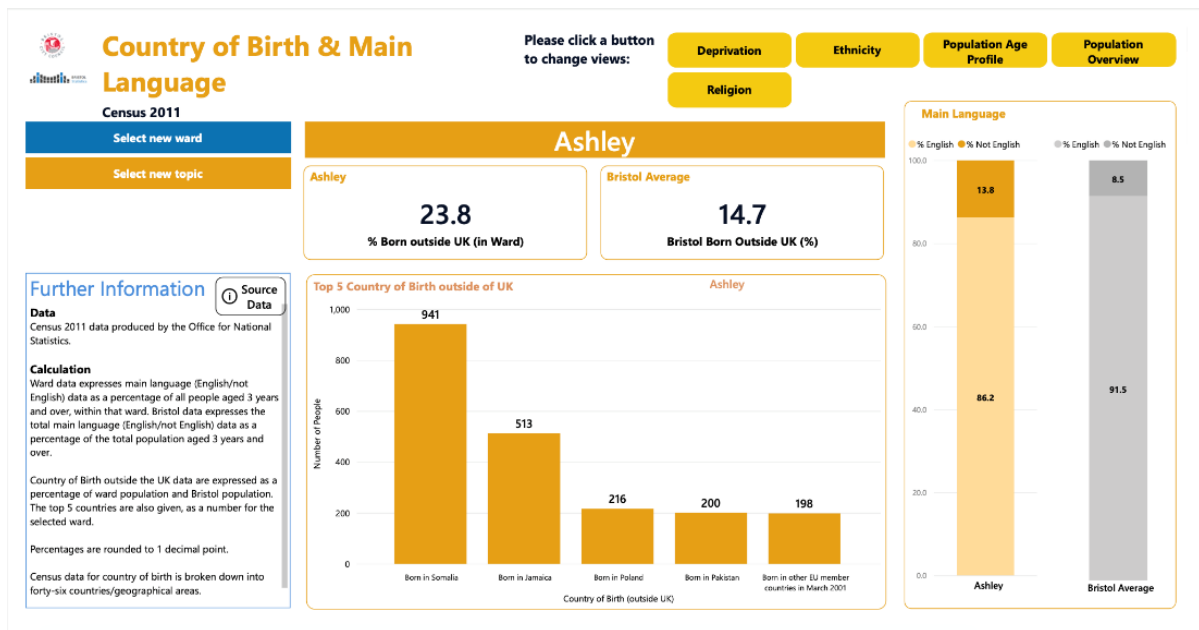 Country of Birth & Main
Language
Census 2011
Please click a button
to change views:
Deprivation
Ethnicity
Population Age
Profile
Population
Overview
Religion
Select new ward
Select new topic
Ashley
Ashley
23.8
% Born outside UK (in Ward)
Bristol Average
14.7
Bristol Born Outside UK (%)
Further Information
Source
Data
Data
Census 2011 data produced by the Office for National
Statistics.
Calculation
Ward data expresses main language (English/not
English) data as a percentage of all people aged 3 years
and over, within that ward. Bristol data expresses the
total main language (English/not English) data as a
percentage of the total population aged 3 years and
over.
Country of Birth outside the UK data are expressed as a
percentage of ward population and Bristol population.
The top 5 countries are also given, as a number for the
selected ward.
Percentages are rounded to 1 decimal point.
Census data for country of birth is broken down into
forty-six countries/geographical areas.
Top 5 Country of Birth outside of UK
Ashley
Number of People
1,000
800
600
400
200
0
941
513
216
200
198
Born in Somalia
Born in Jamaica
Born in Poland
Born in Pakistan
Born in other EU member
countries in March 2001
Country of Birth (outside UK)
Main Language
% English % Not English
% English % Not English
100.0
80.0
60.0
40.0
20.0
0.0
13.8
86.2
Ashley
8.5
91.5
Bristol Average